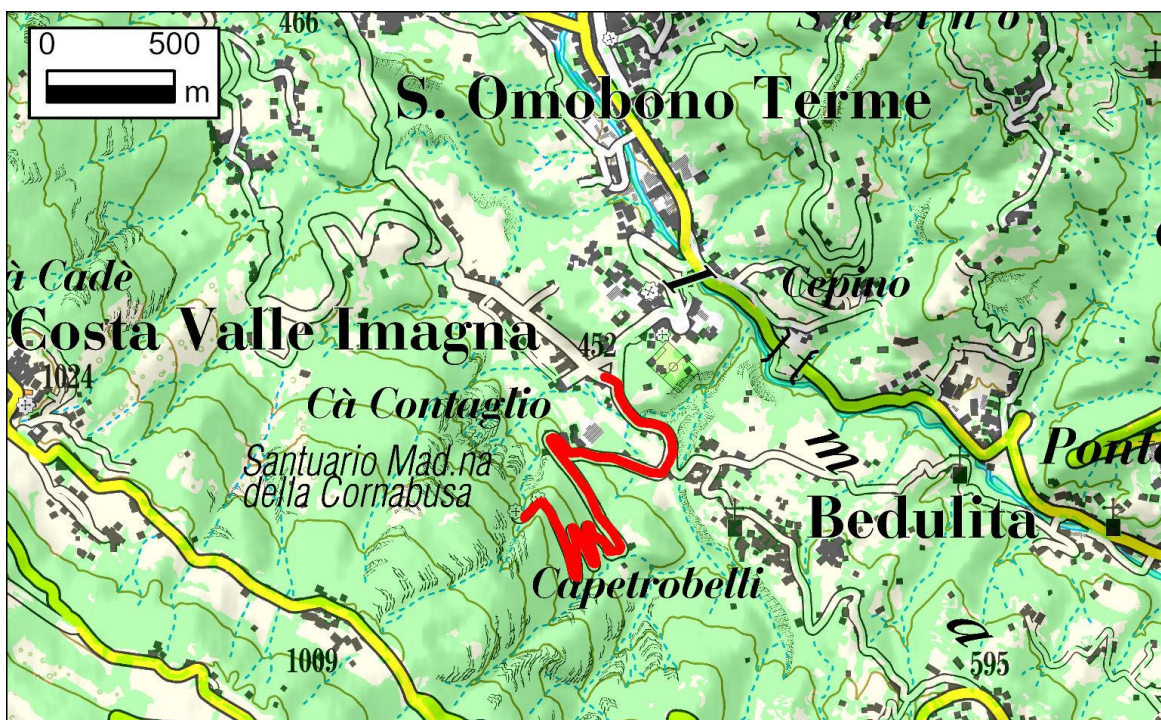 466
Selino
0 500
m
S. Omobono Terme
à Cadè
Cepino
Costa Valle Imagna
452
1024
Cà Contaglio
Santuario Mad.na
della Cornabusa
m
Ponte
Bedulita
Capetrobelli
a
1009
595